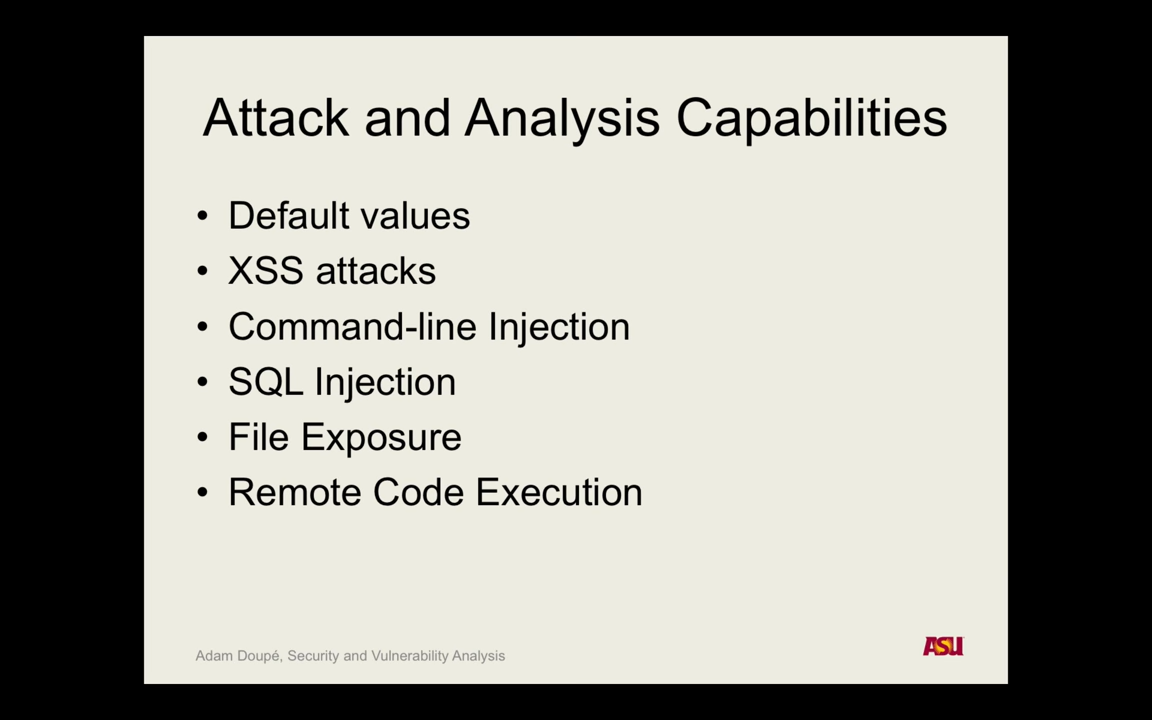 Attack and Analysis Capabilities
• Default values
• XSS attacks
• Command-line Injection
• SQL Injection
• File Exposure
• Remote Code Execution
Adam Doupé, Security and Vulnerability Analysis
ASU